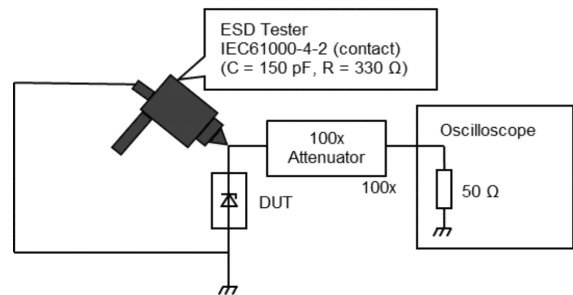 ESD Tester
IEC61000-4-2 (contact)
(C = 150 pF, R = 330 Ω)
100x
Attenuator
100x
Oscilloscope
50 Ω
DUT